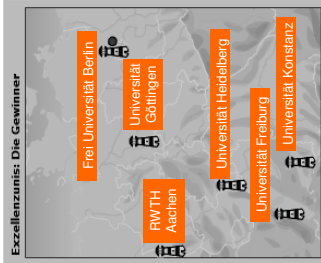 Exzellenzunis: Die Gewinner
Frei Universität Berlin
Universität
Göttingen
RWTH
Aachen
Universität Heidelberg
Universität Freiburg
Universität Konstanz